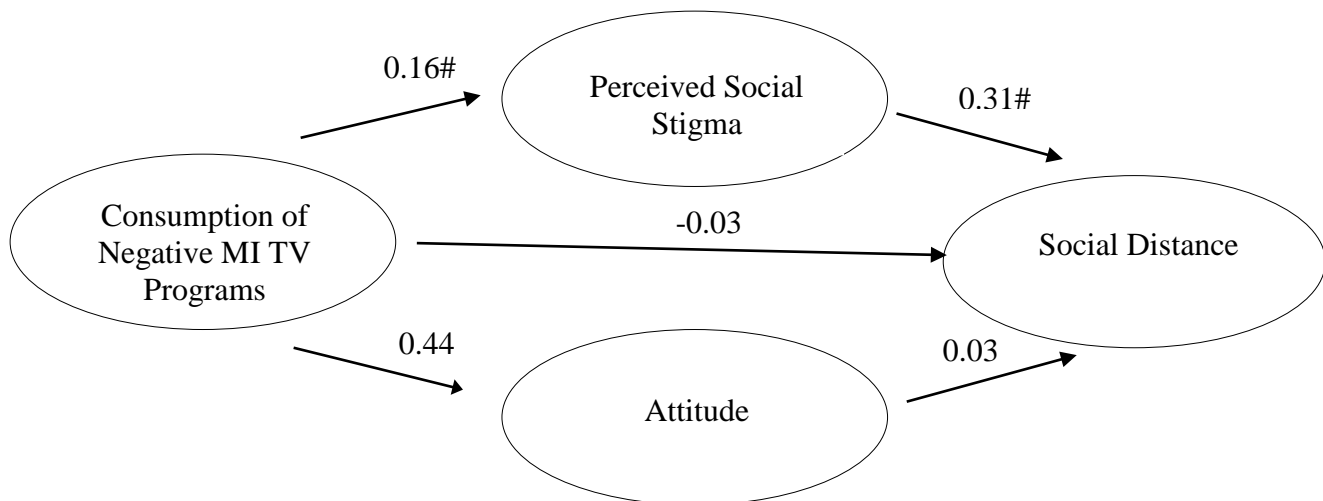 0.16#
Perceived Social
Stigma
0.31#
Consumption of
Negative MI TV
Programs
-0.03
Social Distance
0.44
Attitude
0.03